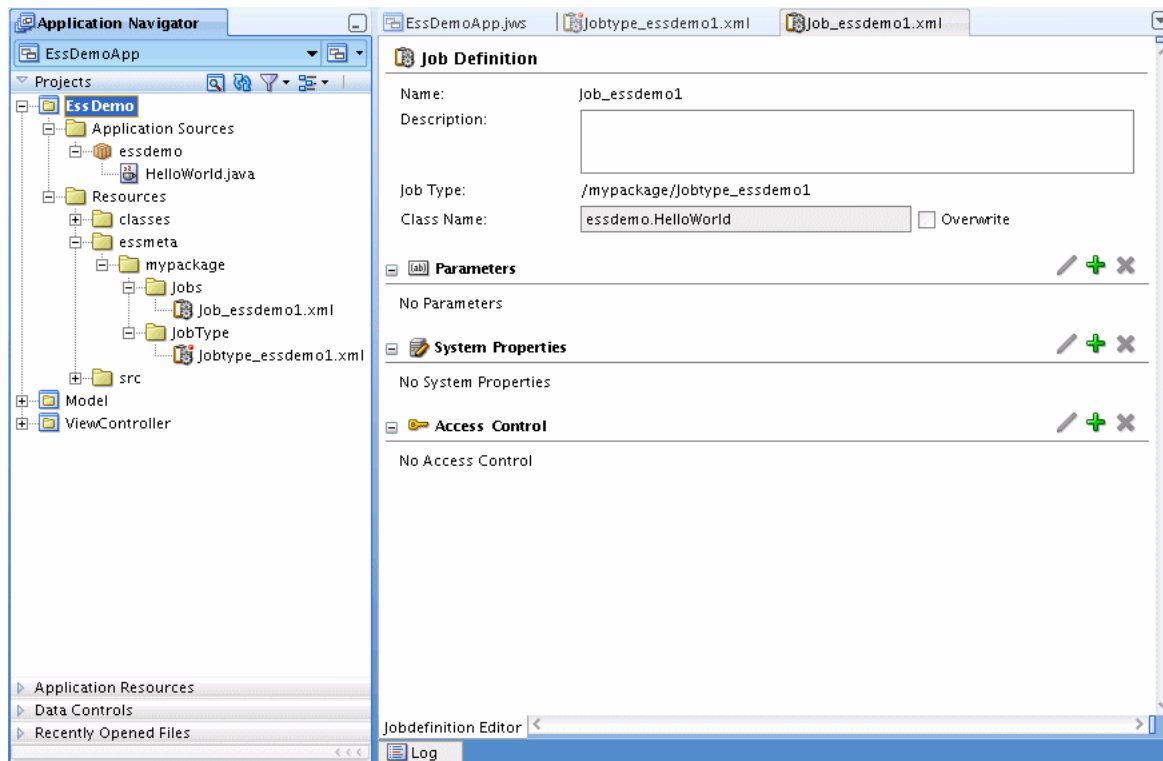 Application Navigator
EssDemoApp
Projects
EssDemo
Application Sources
essdemo
HelloWorld.java
Resources
classes
essmeta
mypackage
Jobs
Job_essdemo1.xml
JobType
Jobtype_essdemo1.xml
src
Model
ViewController
Application Resources
Data Controls
Recently Opened Files
EssDemoApp.jws
Jobtype_essdemo1.xml
Job_essdemo1.xml
Job Definition
Name: Job_essdemo1
Description:
Job Type: /mypackage/Jobtype_essdemo1
Class Name: essdemo.HelloWorld Overwrite
(ab) Parameters
No Parameters
System Properties
No System Properties
Access Control
No Access Control
Jobdefinition Editor
Log